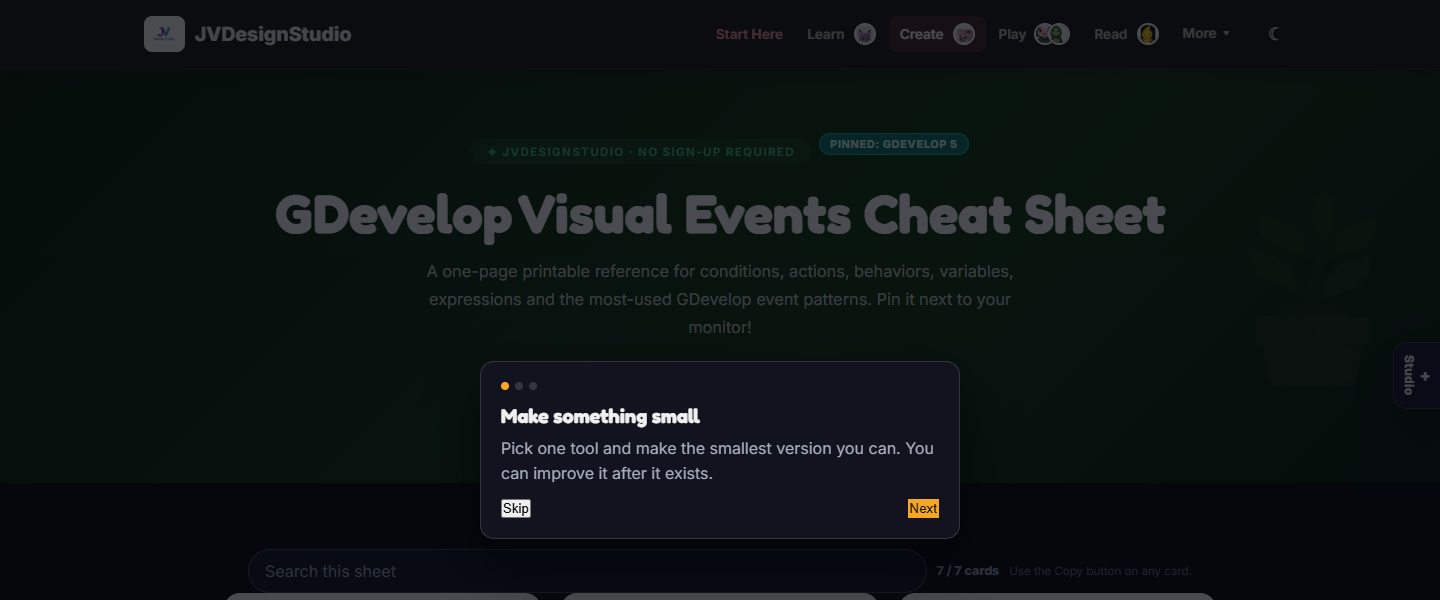 JV
JVDesignStudio
Start Here
Learn
Create
Play
Read
More
✦ JVDESIGNSTUDIO · NO SIGN-UP REQUIRED
PINNED: GDEVELOP 5
GDevelop Visual Events Cheat Sheet
A one-page printable reference for conditions, actions, behaviors, variables,
expressions and the most-used GDevelop event patterns. Pin it next to your
monitor!
Studio
Make something small
Pick one tool and make the smallest version you can. You
can improve it after it exists.
Skip
Next
Search this sheet
7 / 7 cards
Use the Copy button on any card.